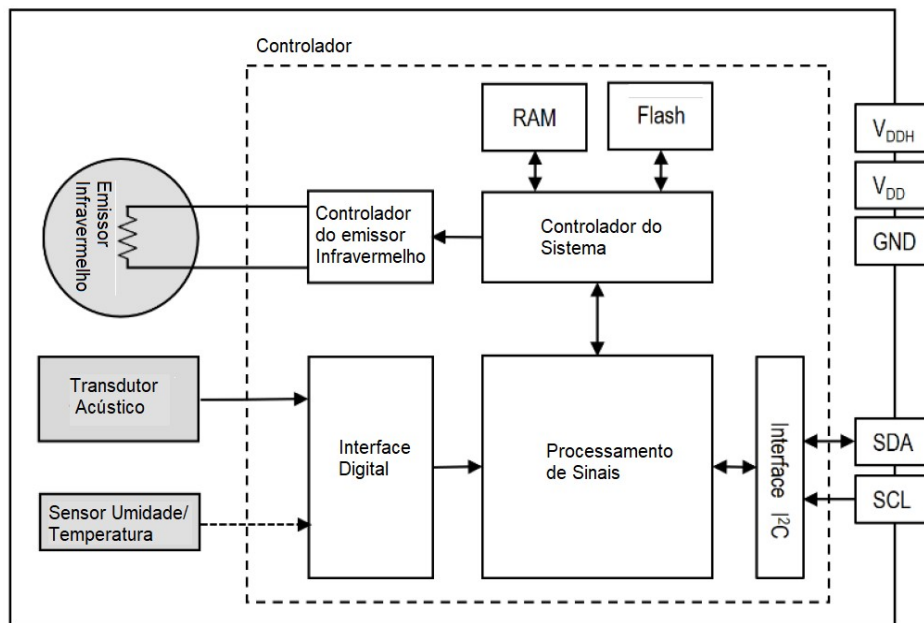 Controlador
RAM
Flash
V_DDH
V_DD
GND
Emissor
Infravermelho
Controlador
do emissor
Infravermelho
Controlador do
Sistema
Transdutor
Acústico
Sensor Umidade/
Temperatura
Interface
Digital
Processamento
de Sinais
Interface I²C
SDA
SCL